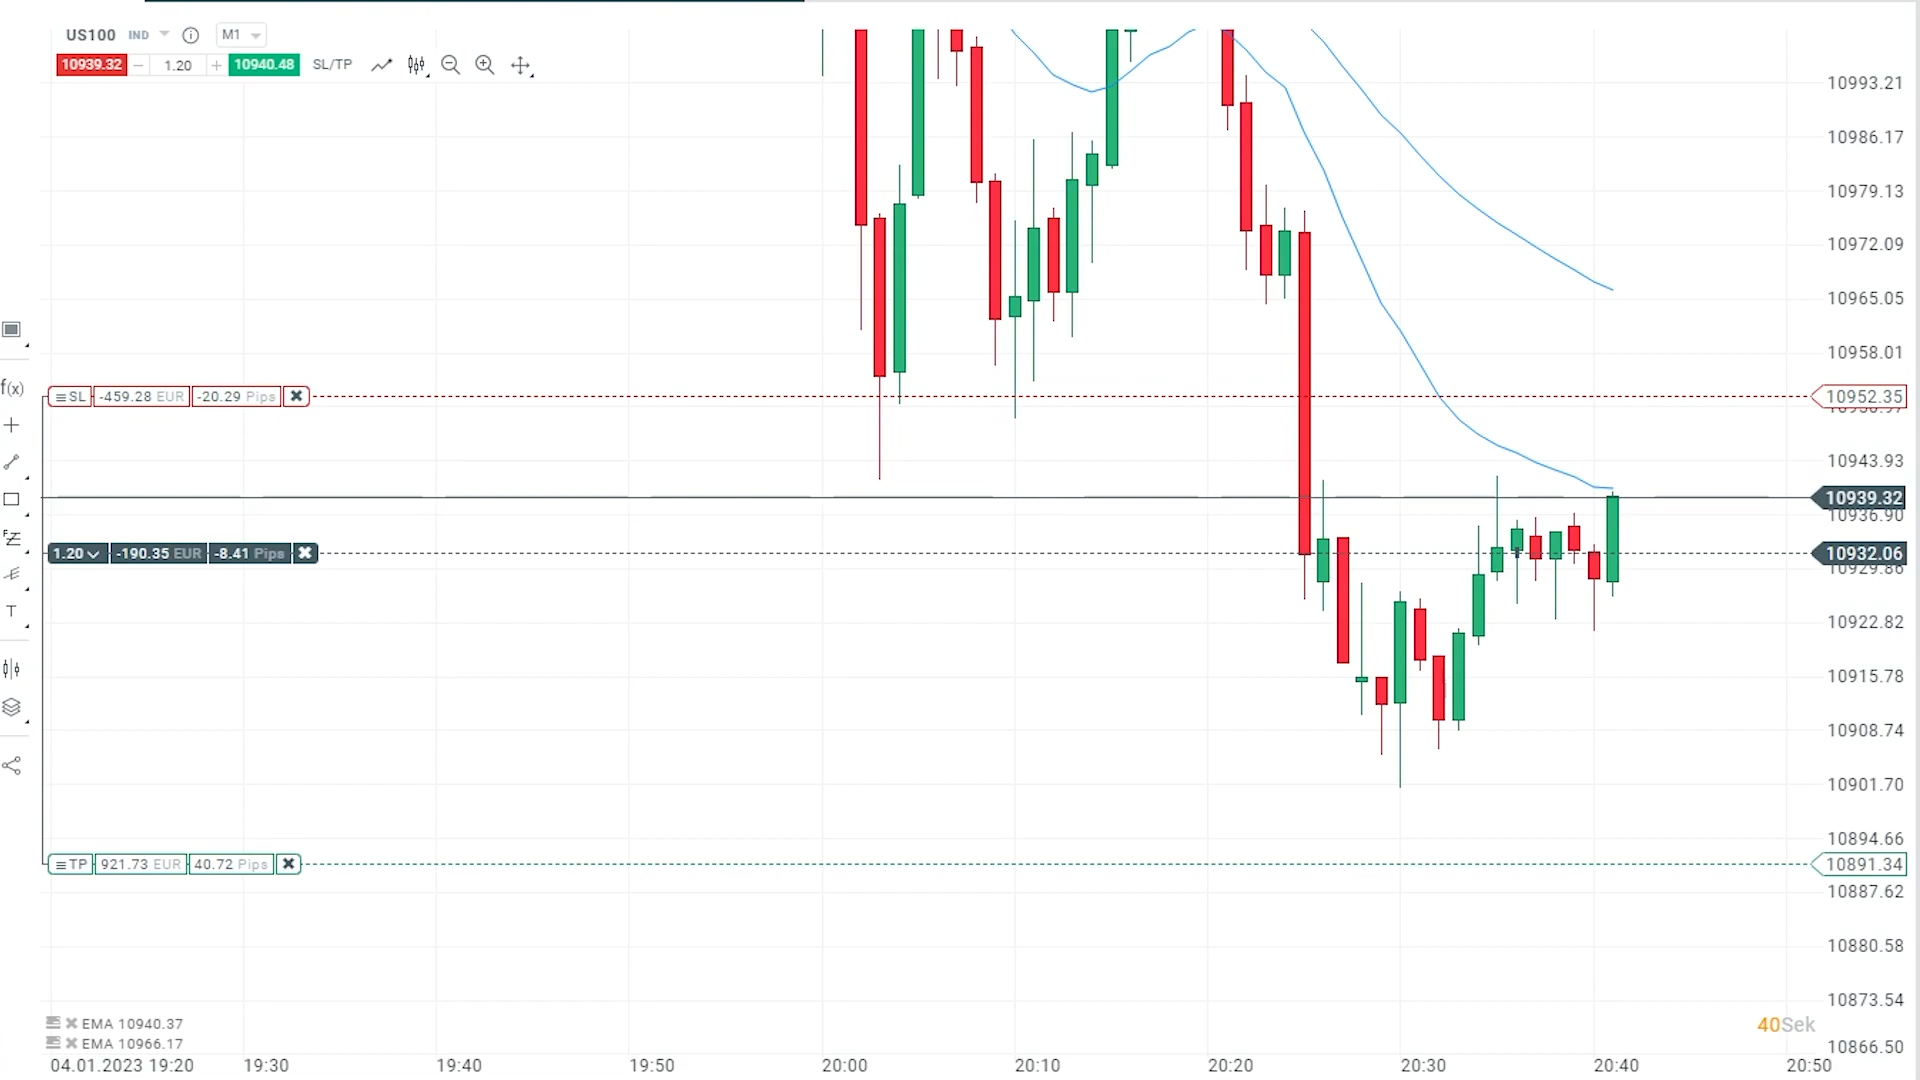 US100 IND M1
10939.32 − 1.20 + 10940.48 SL/TP
10993.21
10986.17
10979.13
10972.09
10965.05
10958.01
f(x)
≡SL -459.28 EUR -20.29 Pips ✖ 10952.35
10943.93
10939.32
10936.90
1.20 -190.35 EUR -8.41 Pips ✖ 10932.06
10929.86
T
10922.82
10915.78
10908.74
10901.70
10894.66
≡TP 921.73 EUR 40.72 Pips ✖ 10891.34
10887.62
10880.58
10873.54
EMA 10940.37
40Sek
EMA 10966.17
10866.50
04.01.2023 19:20 19:30 19:40 19:50 20:00 20:10 20:20 20:30 20:40 20:50